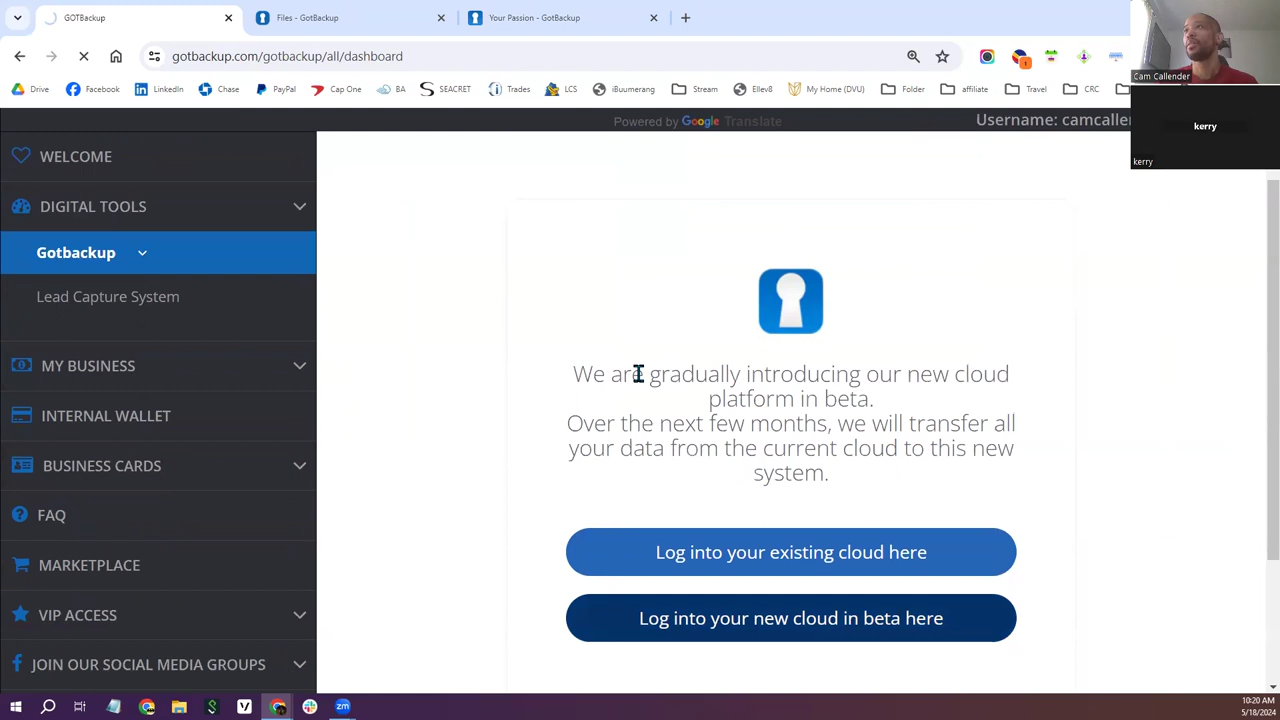 GOTBackup
Files - GotBackup
Your Passion - GotBackup
gotbackup.com/gotbackup/all/dashboard
Drive
Facebook
LinkedIn
Chase
PayPal
Cap One
BA
SEACRET
Trades
LCS
iBuumerang
Stream
Ellev8
My Home (DVU)
Folder
affiliate
Travel
CRC
Cam Callender
kerry
kerry
Powered by Google Translate
Username: camcaller
WELCOME
DIGITAL TOOLS
Gotbackup
Lead Capture System
MY BUSINESS
INTERNAL WALLET
BUSINESS CARDS
FAQ
MARKETPLACE
VIP ACCESS
JOIN OUR SOCIAL MEDIA GROUPS
We are gradually introducing our new cloud
platform in beta.
Over the next few months, we will transfer all
your data from the current cloud to this new
system.
Log into your existing cloud here
Log into your new cloud in beta here
10:20 AM
5/18/2024